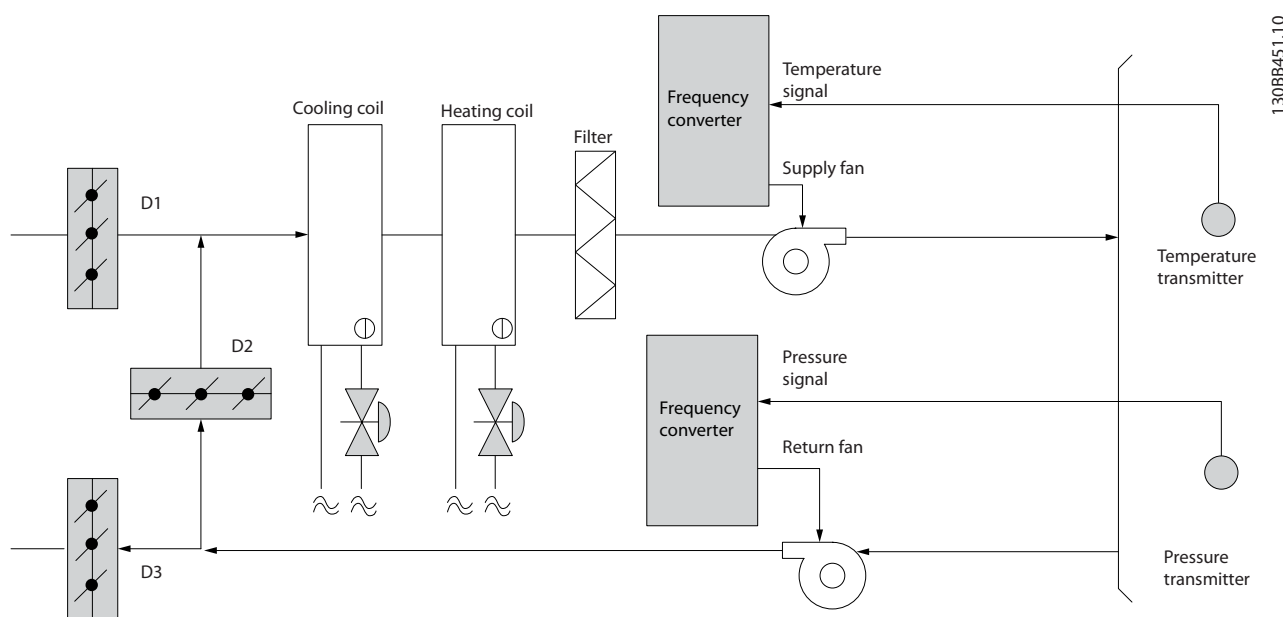 130BB451.10
Temperature
signal
Frequency
converter
Cooling coil
Heating coil
Filter
Supply fan
D1
Temperature
transmitter
D2
Pressure
signal
Frequency
converter
Return fan
D3
Pressure
transmitter